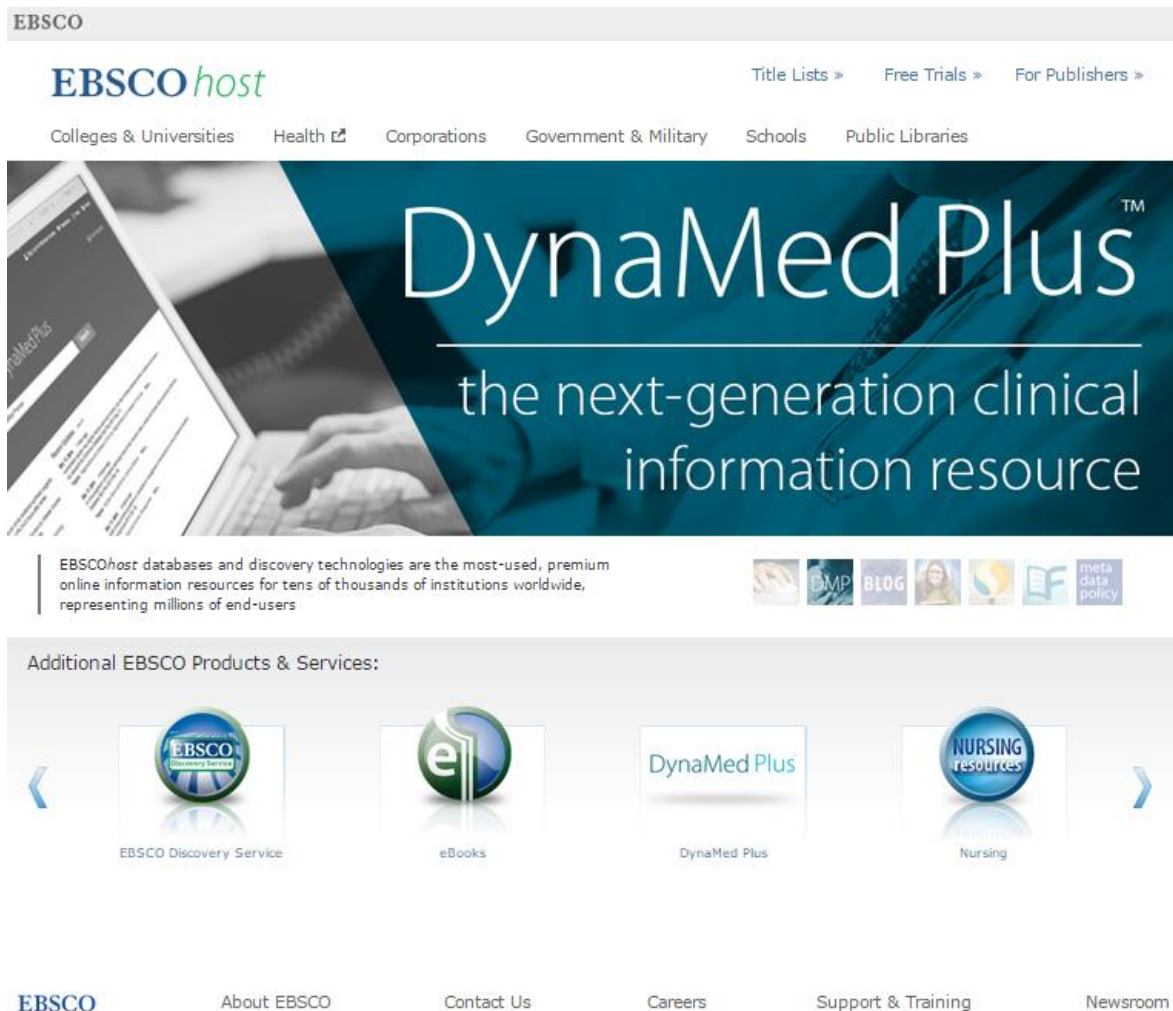 EBSCO
EBSCOhost
Title Lists » Free Trials » For Publishers »
Colleges & Universities Health Corporations Government & Military Schools Public Libraries
DynaMed Plus™
the next-generation clinical
information resource
EBSCOhost databases and discovery technologies are the most-used, premium
online information resources for tens of thousands of institutions worldwide,
representing millions of end-users
DMP BLOG meta
data
policy
Additional EBSCO Products & Services:
EBSCO
Discovery Service
e
DynaMed Plus
NURSING
resources
EBSCO Discovery Service eBooks DynaMed Plus Nursing
EBSCO About EBSCO Contact Us Careers Support & Training Newsroom